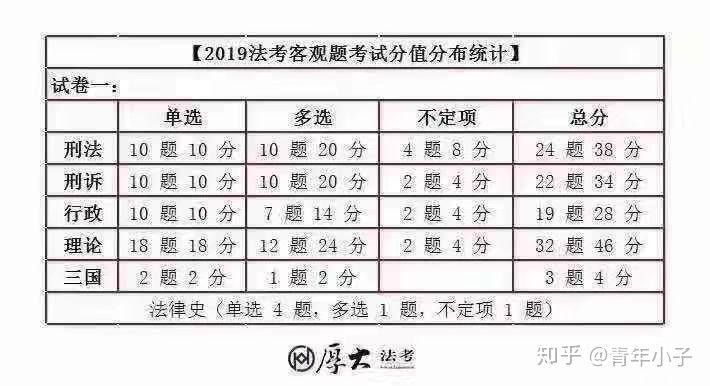 【2019法考客观题考试分值分布统计】
试卷一：
单选 多选 不定项 总分
刑法 10 题 10 分 10 题 20 分 4 题 8 分 24 题 38 分
刑诉 10 题 10 分 10 题 20 分 2 题 4 分 22 题 34 分
行政 10 题 10 分 7 题 14 分 2 题 4 分 19 题 28 分
理论 18 题 18 分 12 题 24 分 2 题 4 分 32 题 46 分
三国 2 题 2 分 1 题 2 分 3 题 4 分
法律史（单选 4 题，多选 1 题，不定项 1 题）
厚大 法考
知乎 @青年小子